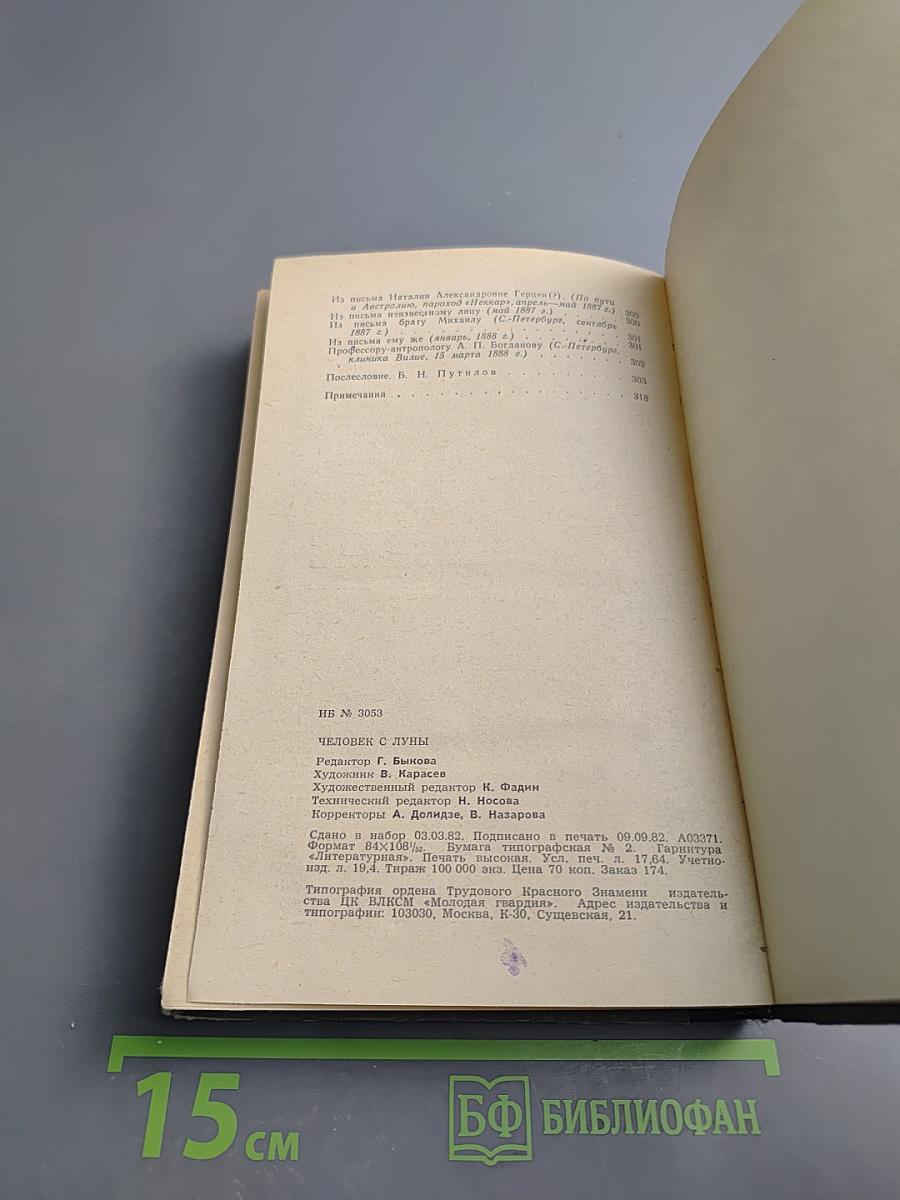 Из письма Наталии Александровне Герцен(?). (По пути
в Австралию, пароход «Неккар», апрель—май 1887 г.) 300
Из письма неизвестному лицу (май 1887 г.) . . . . . 300
Из письма брату Михаилу (С.-Петербург, сентябрь
1887 г.) . . . . . . . . . . . . . . 301
Из письма ему же (январь, 1888 г.) . . . . . . . 301
Профессору-антропологу А. П. Богданову (С.-Петербург,
клиника Вилие, 15 марта 1888 г.) . . . . . . 302
Послесловие. Б. Н. Путилов . . . . . . . . 303
Примечания . . . . . . . . . . . . . . 318
ИБ № 3053
ЧЕЛОВЕК С ЛУНЫ
Редактор Г. Быкова
Художник В. Карасев
Художественный редактор К. Фадин
Технический редактор Н. Носова
Корректоры А. Долидзе, В. Назарова
Сдано в набор 03.03.82. Подписано в печать 09.09.82. А03371.
Формат 84×108¹/₃₂. Бумага типографская № 2. Гарнитура
«Литературная». Печать высокая. Усл. печ. л. 17,64. Учетно-
изд. л. 19,4. Тираж 100 000 экз. Цена 70 коп. Заказ 174.
Типография ордена Трудового Красного Знамени издатель-
ства ЦК ВЛКСМ «Молодая гвардия». Адрес издательства и
типографии: 103030, Москва, К-30, Сущевская, 21.
15 см
БФ БИБЛИОФАН